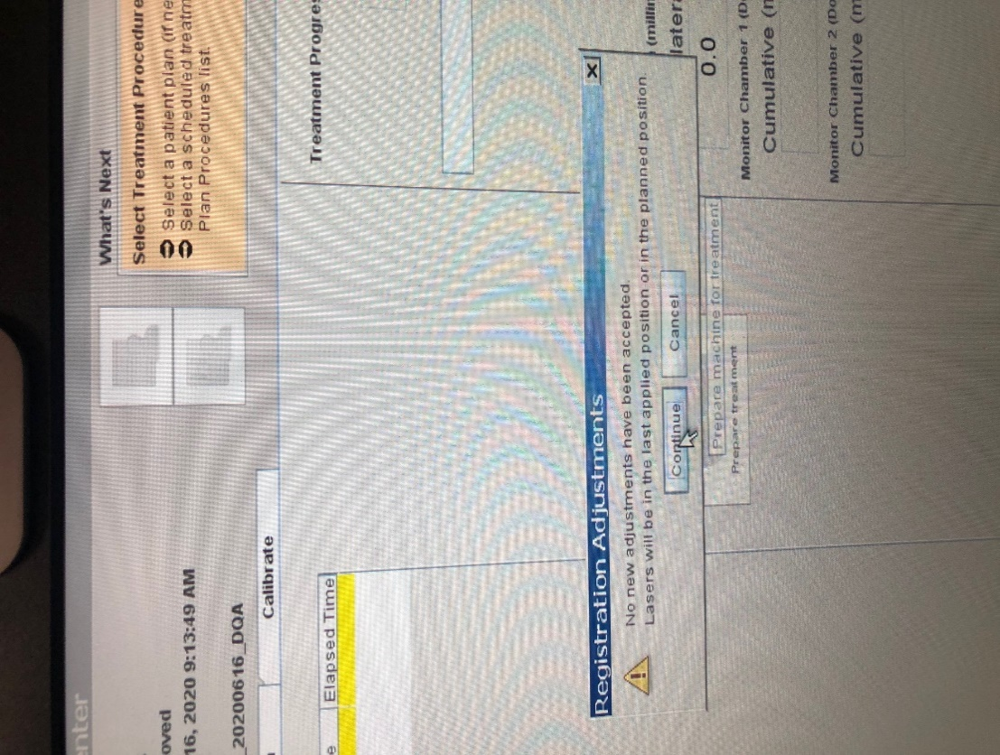 enter
oved
16, 2020 9:13:49 AM
_20200616_DQA
What's Next
Select Treatment Procedure
Select a patient plan (if ne
Select a scheduled treatm
Plan Procedures list.
Calibrate
e
Elapsed Time
Treatment Progres
Registration Adjustments
No new adjustments have been accepted.
Lasers will be in the last applied position or in the planned position.
Continue
Cancel
Prepare machine for treatment
Prepare treatment
(millim
latera
0.0
Monitor Chamber 1 (Do
Cumulative (m
Monitor Chamber 2 (Do
Cumulative (m